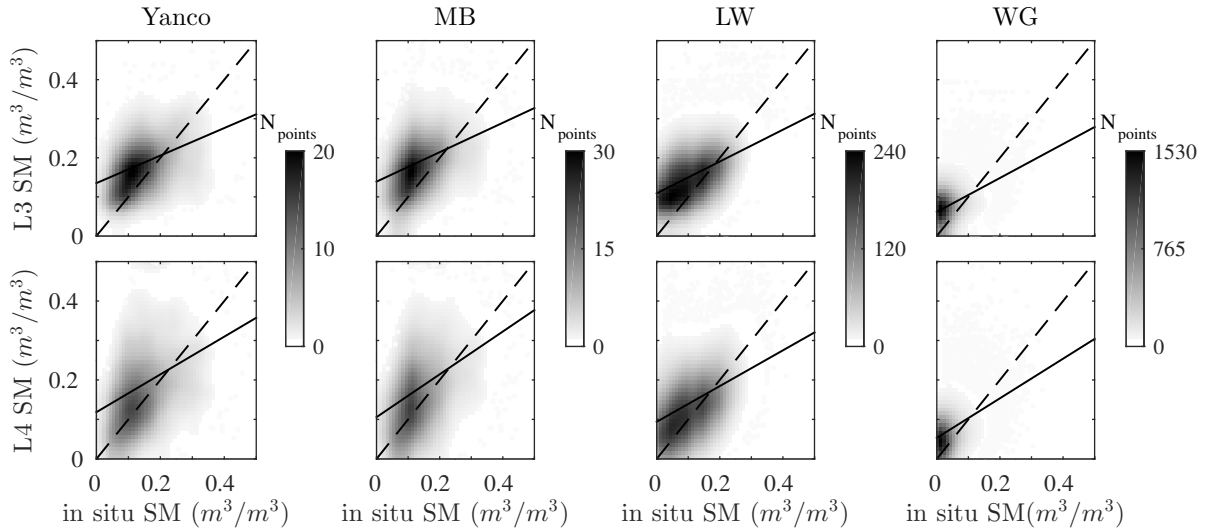 Yanco MB LW WG
L3 SM (m³/m³)
0.4
0.2
0
N_points
20
10
0
N_points
30
15
0
240
120
0
N_points
1530
765
0
L4 SM (m³/m³)
0.4
0.2
0
0 0.2 0.4
0 0.2 0.4
0 0.2 0.4
0 0.2 0.4
in situ SM (m³/m³)
in situ SM (m³/m³)
in situ SM (m³/m³)
in situ SM(m³/m³)